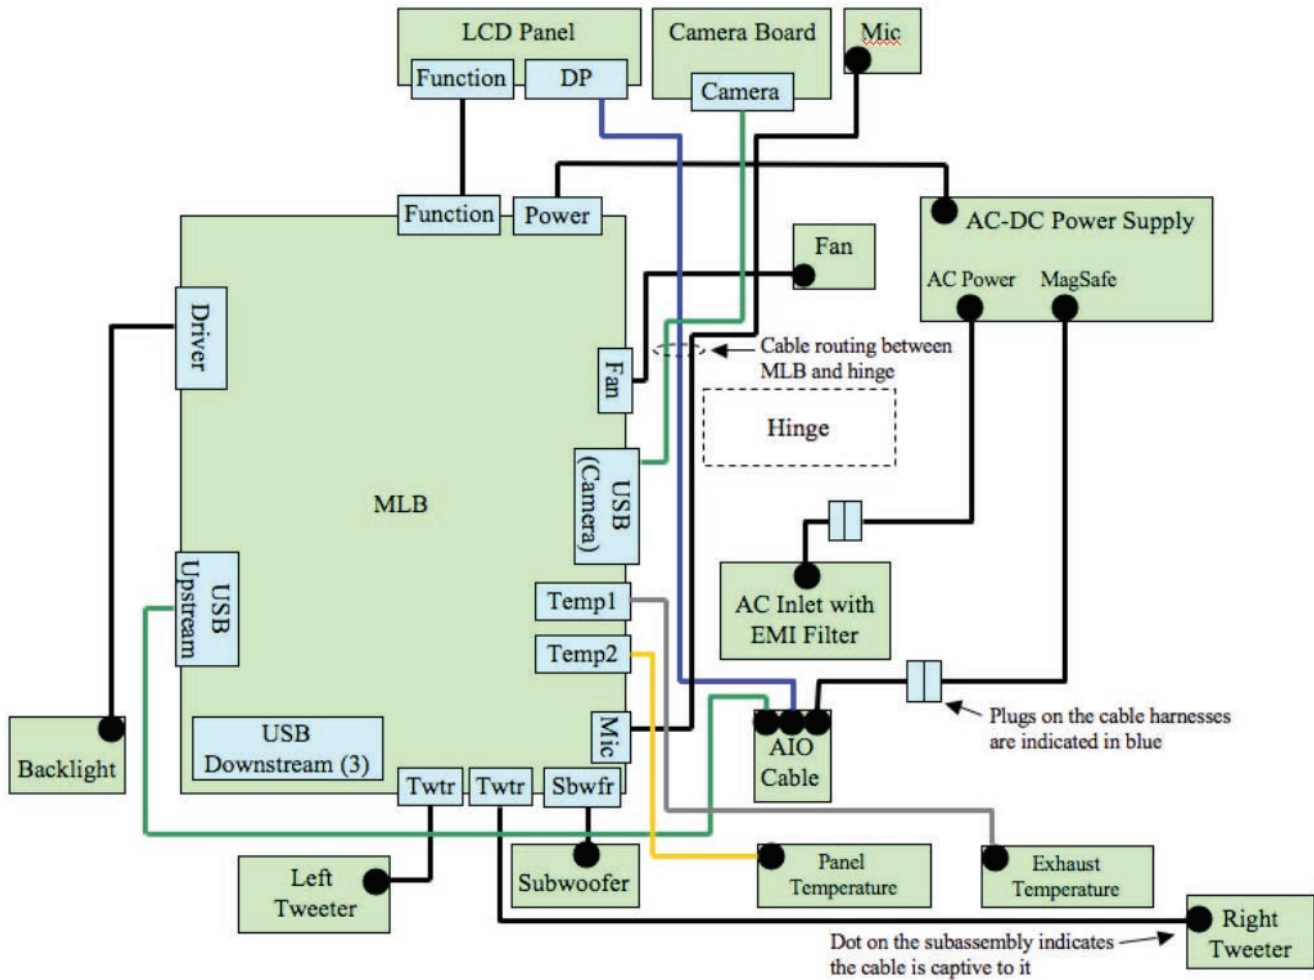 LCD Panel
Function
DP
Camera Board
Camera
Mic
Function
Power
AC-DC Power Supply
AC Power
MagSafe
Fan
Driver
Fan
Cable routing between
MLB and hinge
Hinge
MLB
USB
(Camera)
USB
Upstream
Temp1
Temp2
AC Inlet with
EMI Filter
Mic
Plugs on the cable harnesses
are indicated in blue
USB
Downstream (3)
AIO
Cable
Backlight
Twtr
Twtr
Sbwfr
Left
Tweeter
Subwoofer
Panel
Temperature
Exhaust
Temperature
Right
Tweeter
Dot on the subassembly indicates
the cable is captive to it